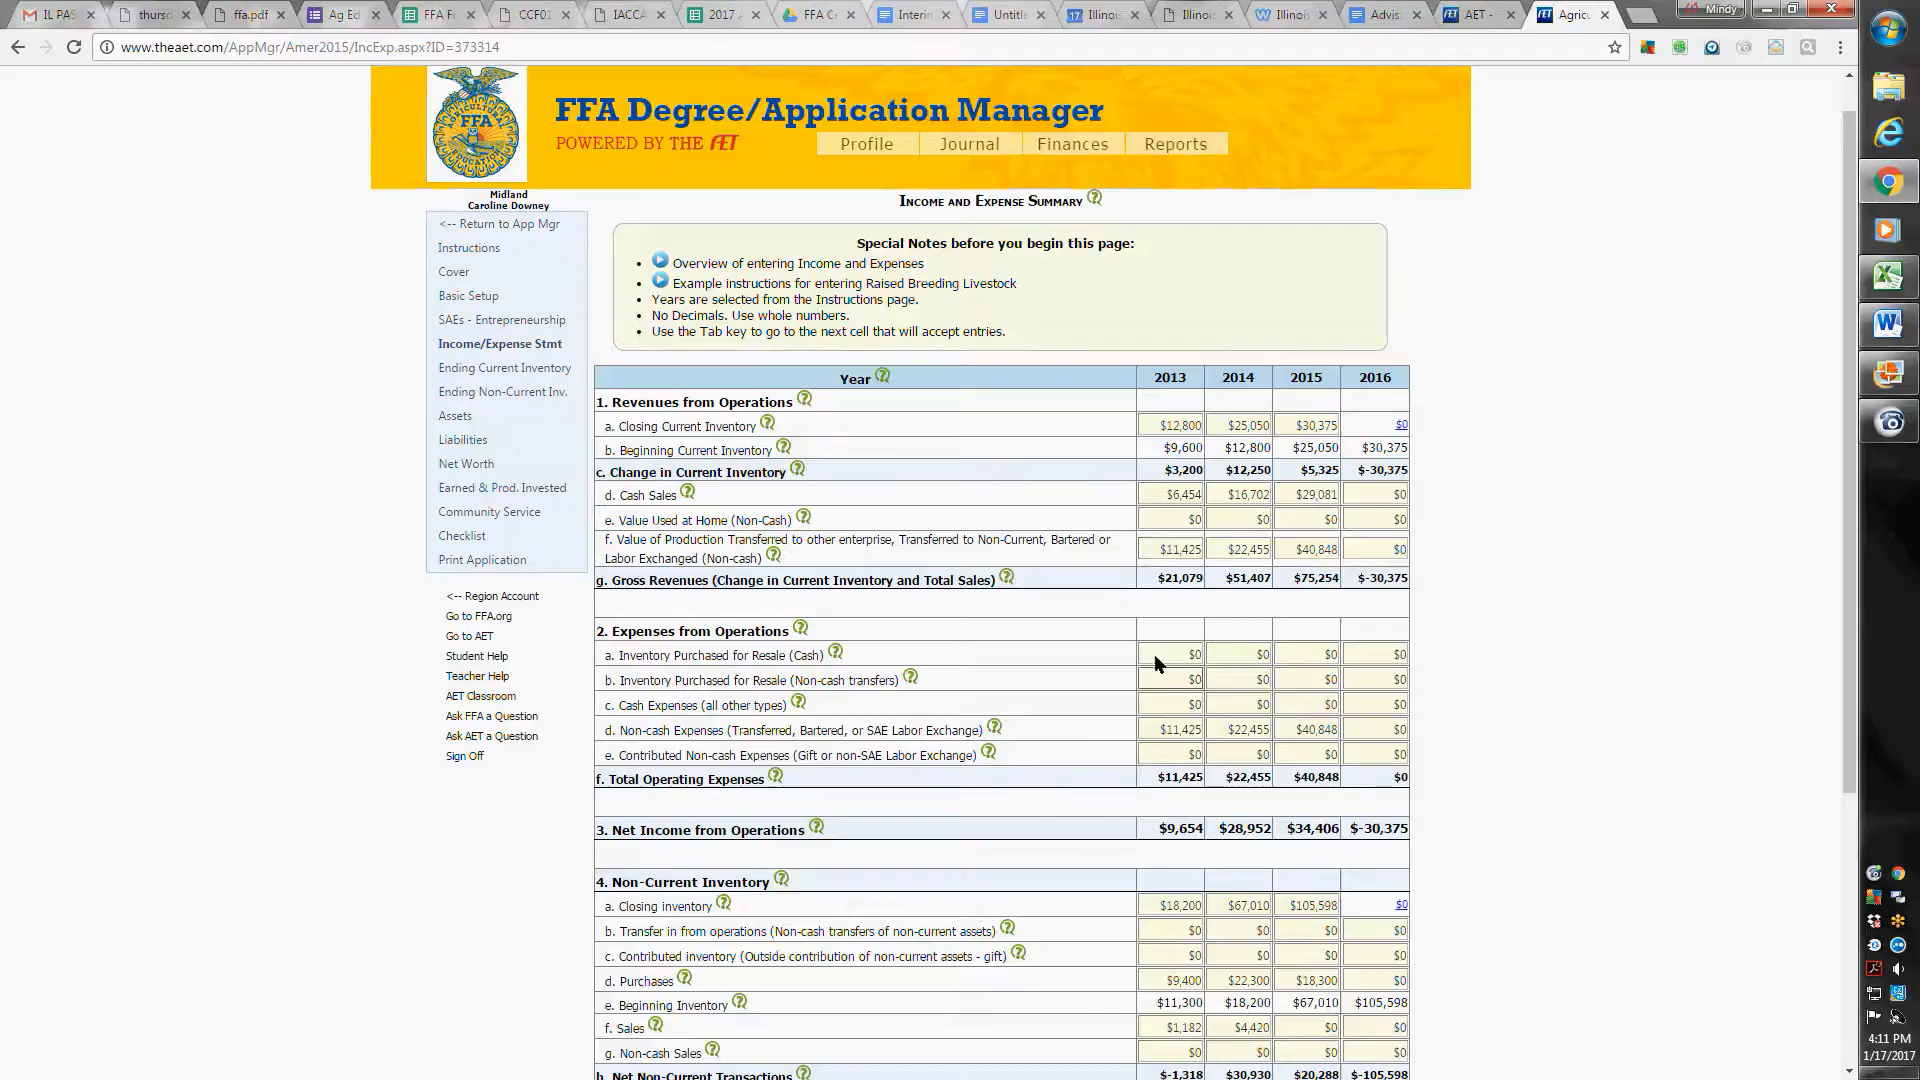 IL PAS
thursd
ffa.pdf
Ag Ed
FFA F
CCF01
IACCA
2017
FFA C
Interin
Untitle
Illinois
Illinois
Illinois
Advis
AET -
Agricu
Mindy
www.theaet.com/AppMgr/Amer2015/IncExp.aspx?ID=373314
FFA Degree/Application Manager
POWERED BY THE AET
Profile Journal Finances Reports
Midland
Caroline Downey
<-- Return to App Mgr
Instructions
Cover
Basic Setup
SAEs - Entrepreneurship
Income/Expense Stmt
Ending Current Inventory
Ending Non-Current Inv.
Assets
Liabilities
Net Worth
Earned & Prod. Invested
Community Service
Checklist
Print Application
<-- Region Account
Go to FFA.org
Go to AET
Student Help
Teacher Help
AET Classroom
Ask FFA a Question
Ask AET a Question
Sign Off
Income and Expense Summary
Special Notes before you begin this page:
• Overview of entering Income and Expenses
• Example instructions for entering Raised Breeding Livestock
• Years are selected from the Instructions page.
• No Decimals. Use whole numbers.
• Use the Tab key to go to the next cell that will accept entries.
Year 2013 2014 2015 2016
1. Revenues from Operations
a. Closing Current Inventory $12,800 $25,050 $30,375 $0
b. Beginning Current Inventory $9,600 $12,800 $25,050 $30,375
c. Change in Current Inventory $3,200 $12,250 $5,325 $-30,375
d. Cash Sales $6,454 $16,702 $29,081 $0
e. Value Used at Home (Non-Cash) $0 $0 $0 $0
f. Value of Production Transferred to other enterprise, Transferred to Non-Current, Bartered or
Labor Exchanged (Non-cash) $11,425 $22,455 $40,848 $0
g. Gross Revenues (Change in Current Inventory and Total Sales) $21,079 $51,407 $75,254 $-30,375
2. Expenses from Operations
a. Inventory Purchased for Resale (Cash) $0 $0 $0 $0
b. Inventory Purchased for Resale (Non-cash transfers) $0 $0 $0 $0
c. Cash Expenses (all other types) $0 $0 $0 $0
d. Non-cash Expenses (Transferred, Bartered, or SAE Labor Exchange) $11,425 $22,455 $40,848 $0
e. Contributed Non-cash Expenses (Gift or non-SAE Labor Exchange) $0 $0 $0 $0
f. Total Operating Expenses $11,425 $22,455 $40,848 $0
3. Net Income from Operations $9,654 $28,952 $34,406 $-30,375
4. Non-Current Inventory
a. Closing inventory $18,200 $67,010 $105,598 $0
b. Transfer in from operations (Non-cash transfers of non-current assets) $0 $0 $0 $0
c. Contributed inventory (Outside contribution of non-current assets - gift) $0 $0 $0 $0
d. Purchases $9,400 $22,300 $18,300 $0
e. Beginning Inventory $11,300 $18,200 $67,010 $105,598
f. Sales $1,182 $4,420 $0 $0
g. Non-cash Sales $0 $0 $0 $0
h. Net Non-Current Transactions $-1,318 $30,930 $20,288 $-105,598
4:11 PM
1/17/2017